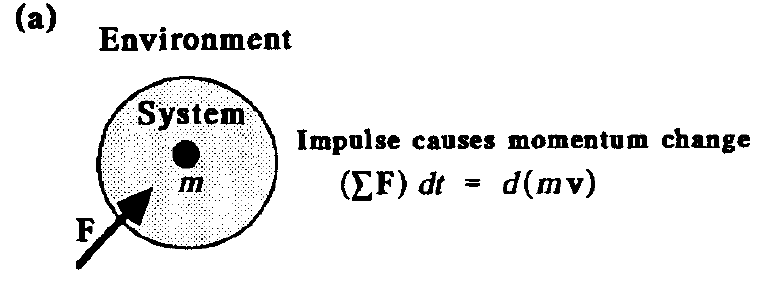 (a)
Environment
System
m
F
Impulse causes momentum change
(∑F) dt = d(mv)